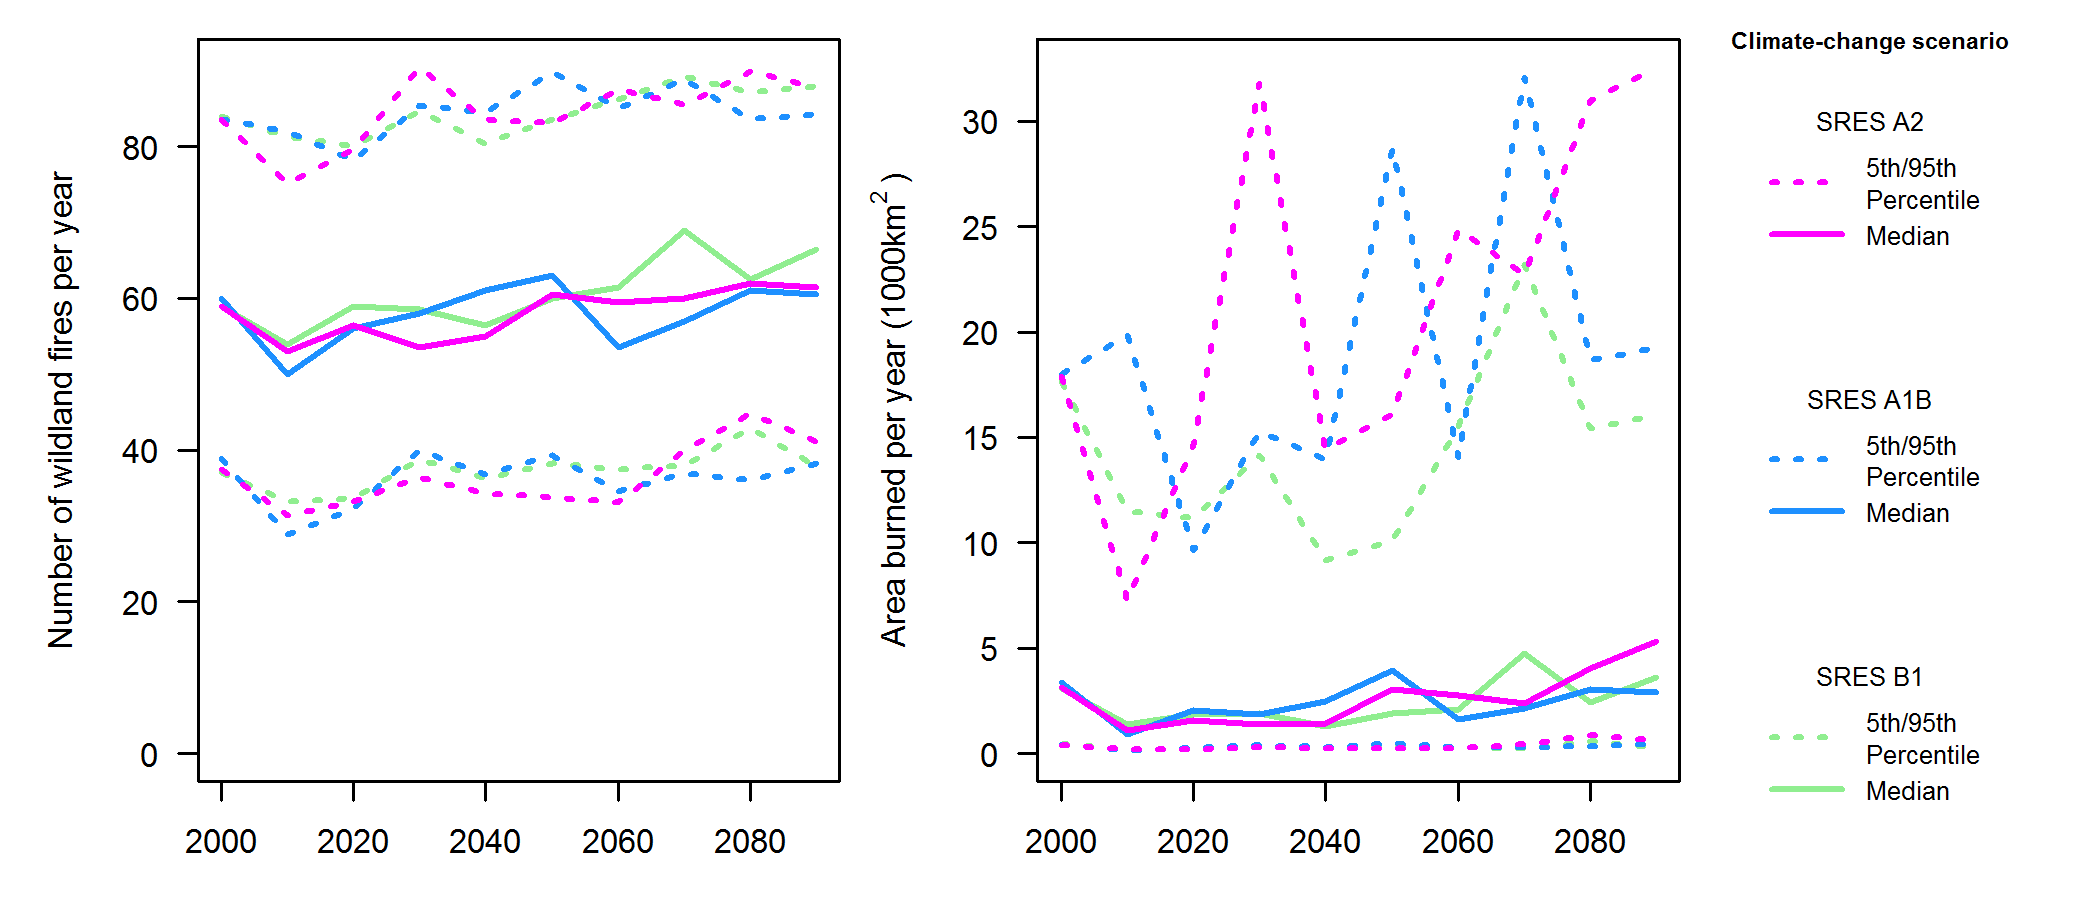 Number of wildland fires per year
80
60
40
20
0
2000 2020 2040 2060 2080
Area burned per year (1000km²)
30
25
20
15
10
5
0
2000 2020 2040 2060 2080
Climate-change scenario
SRES A2
5th/95th
Percentile
Median
SRES A1B
5th/95th
Percentile
Median
SRES B1
5th/95th
Percentile
Median